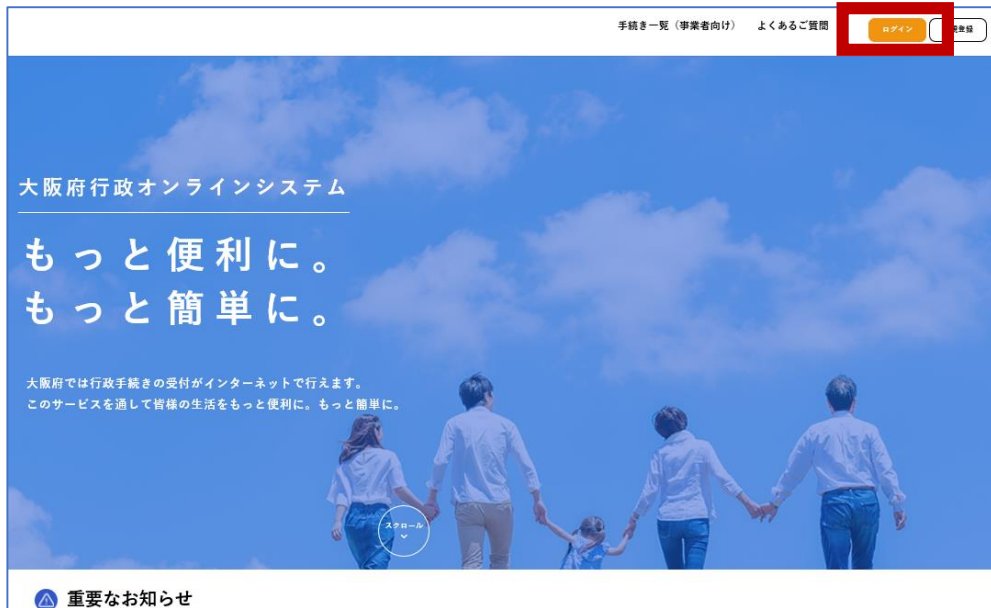 手続き一覧（事業者向け）
よくあるご質問
ログイン
登録
大阪府行政オンラインシステム
もっと便利に。
もっと簡単に。
大阪府では行政手続きの受付がインターネットで行えます。
このサービスを通して皆様の生活をもっと便利に。もっと簡単に。
スクロール
重要なお知らせ